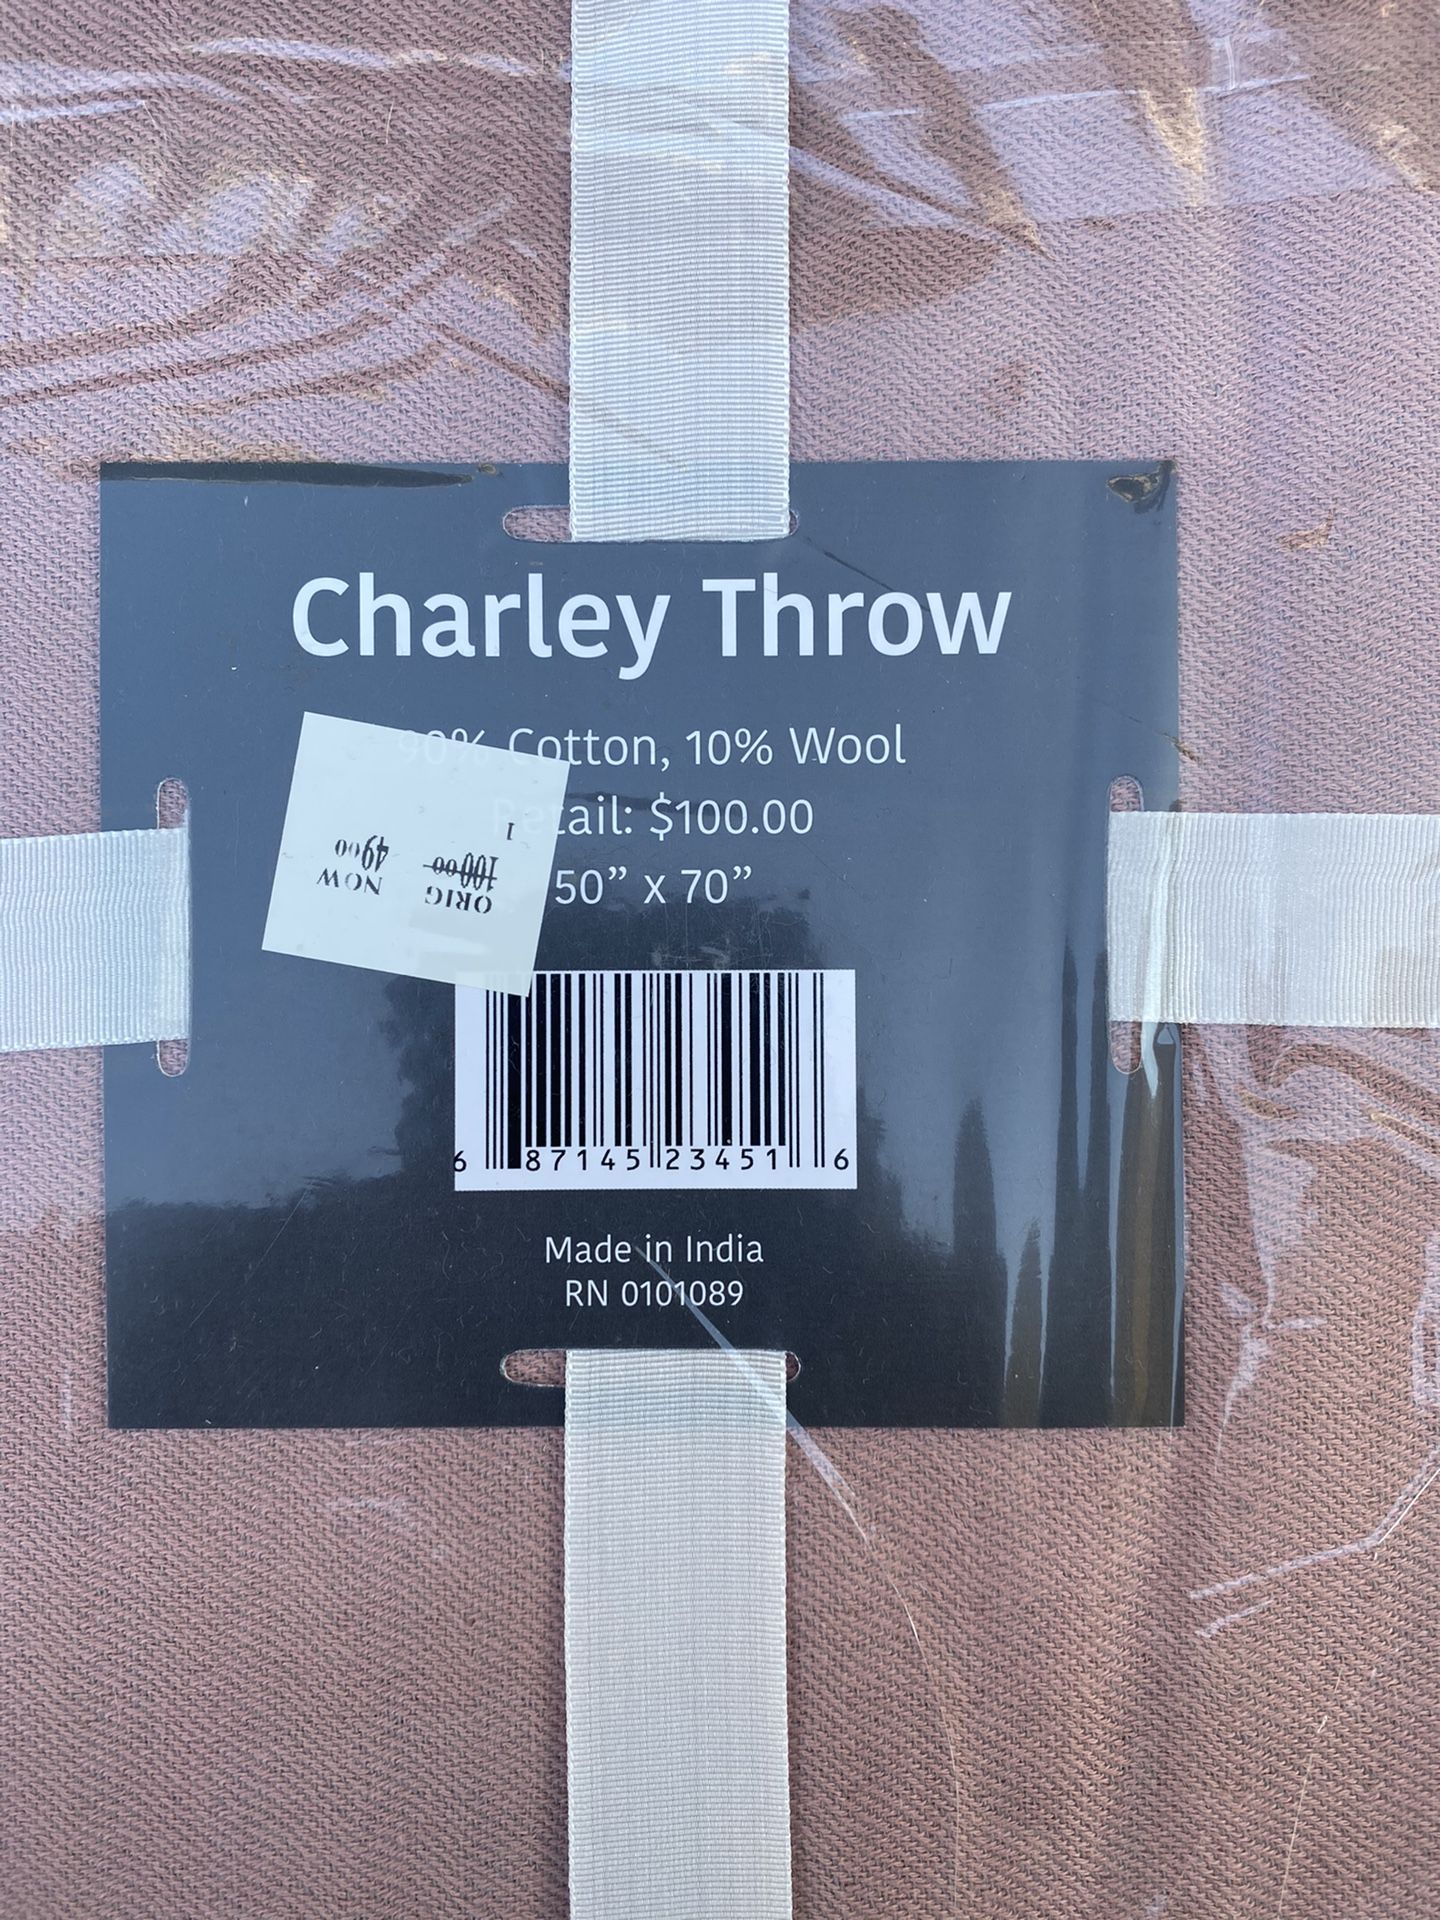 Charley Throw
90% Cotton, 10% Wool
Retail: $100.00
50” x 70”
ORIG
100 00
NOW
49 00
1
6 87145 23451 6
Made in India
RN 0101089